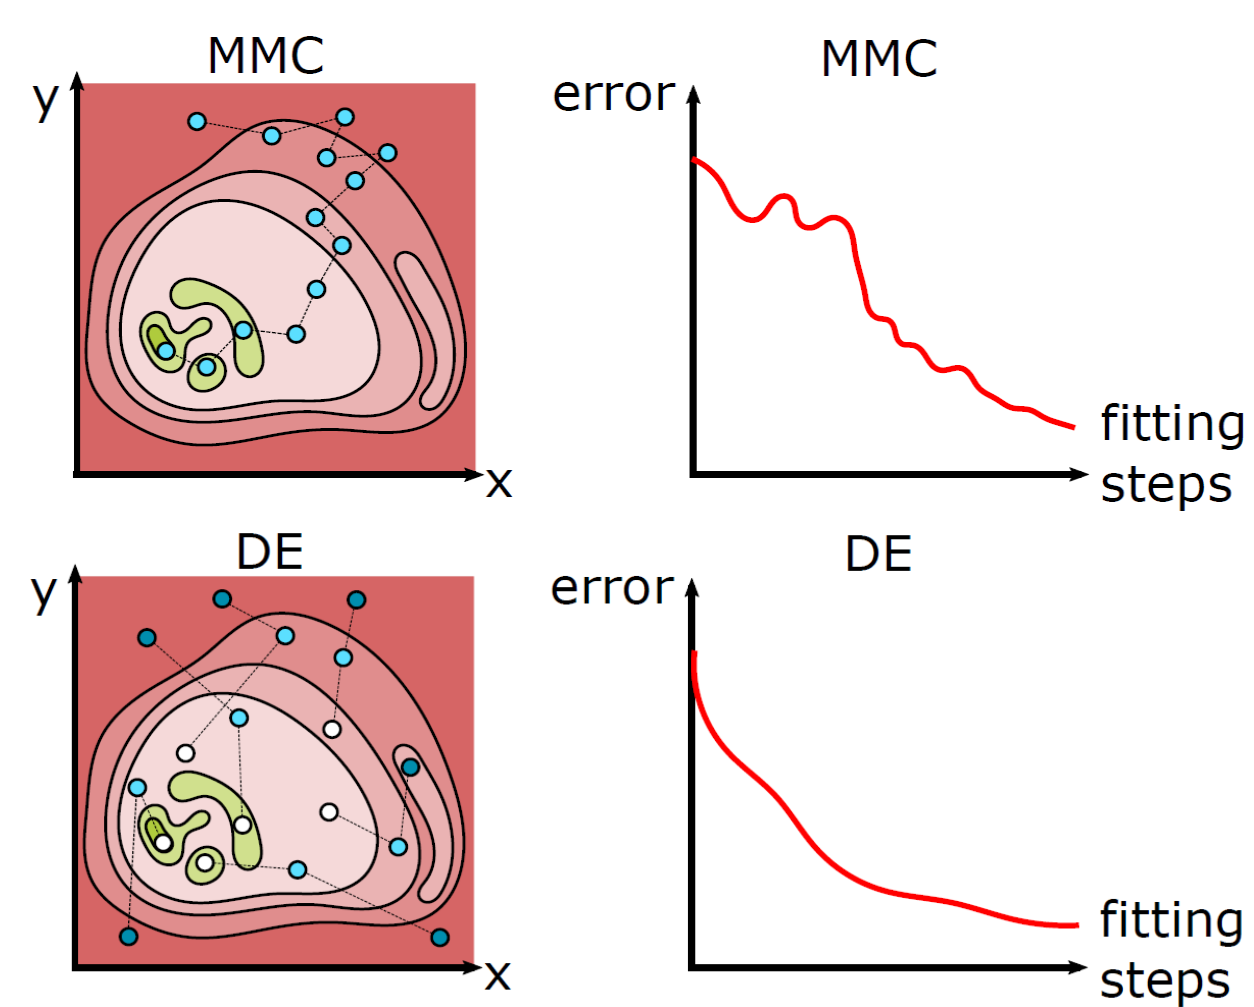 MMC
y
x
MMC
error
fitting
steps
DE
y
x
DE
error
fitting
steps